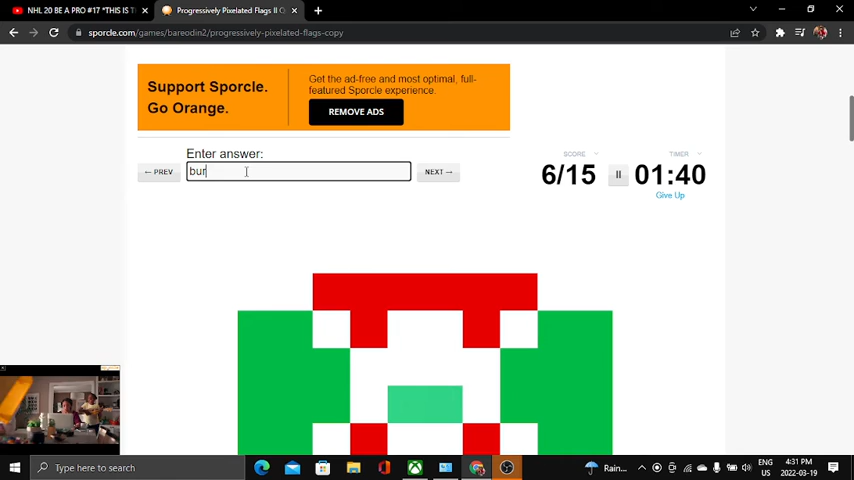 NHL 20 BE A PRO #17 *THIS IS T
Progressively Pixelated Flags II Q
sporcle.com/games/bareodin2/progressively-pixelated-flags-copy
Support Sporcle.
Go Orange.
Get the ad-free and most optimal, full-
featured Sporcle experience.
REMOVE ADS
Enter answer:
← PREV
bur
NEXT →
SCORE
6/15
TIMER
01:40
Give Up
Type here to search
Rain...
ENG
US
4:31 PM
2022-03-19